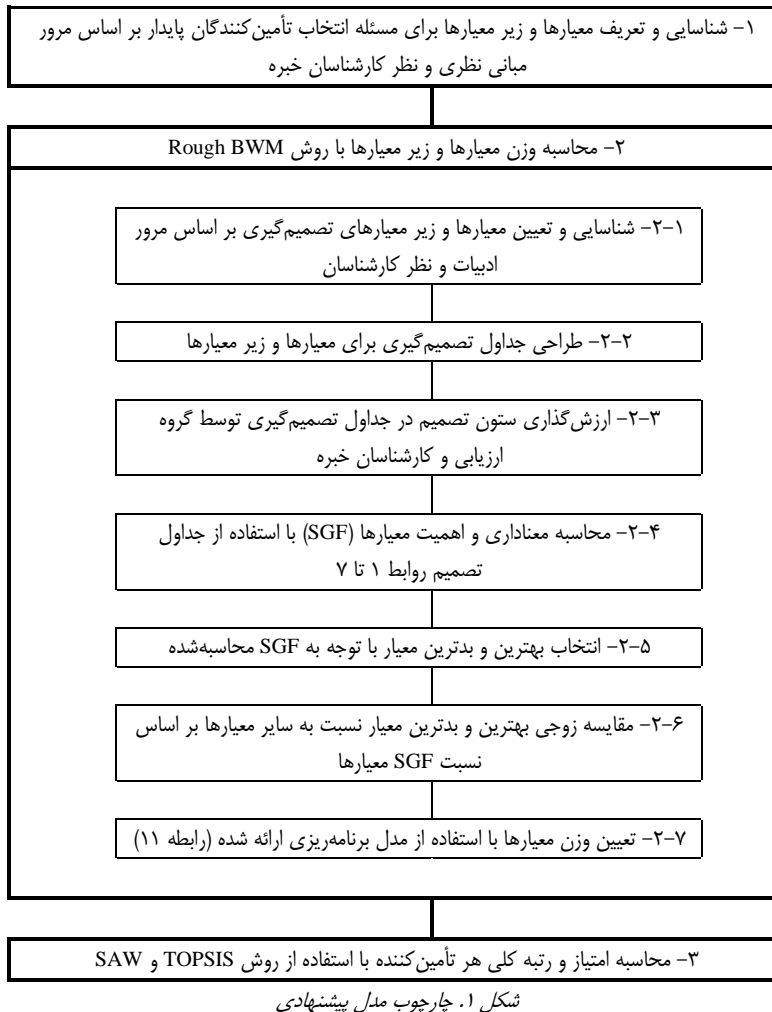 ۱- شناسایی و تعریف معیارها و زیر معیارها برای مسئله انتخاب تأمین‌کنندگان پایدار بر اساس مرور
مبانی نظری و نظر کارشناسان خبره
۲- محاسبه وزن معیارها و زیر معیارها با روش Rough BWM
۲-۱- شناسایی و تعیین معیارها و زیر معیارهای تصمیم‌گیری بر اساس مرور
ادبیات و نظر کارشناسان
۲-۲- طراحی جداول تصمیم‌گیری برای معیارها و زیر معیارها
۲-۳- ارزش‌گذاری ستون تصمیم در جداول تصمیم‌گیری توسط گروه
ارزیابی و کارشناسان خبره
۲-۴- محاسبه معناداری و اهمیت معیارها (SGF) با استفاده از جداول
تصمیم روابط ۱ تا ۷
۲-۵- انتخاب بهترین و بدترین معیار با توجه به SGF محاسبه‌شده
۲-۶- مقایسه زوجی بهترین و بدترین معیار نسبت به سایر معیارها بر اساس
نسبت SGF معیارها
۲-۷- تعیین وزن معیارها با استفاده از مدل برنامه‌ریزی ارائه شده (رابطه ۱۱)
۳- محاسبه امتیاز و رتبه کلی هر تأمین‌کننده با استفاده از روش TOPSIS و SAW
شکل ۱. چارچوب مدل پیشنهادی